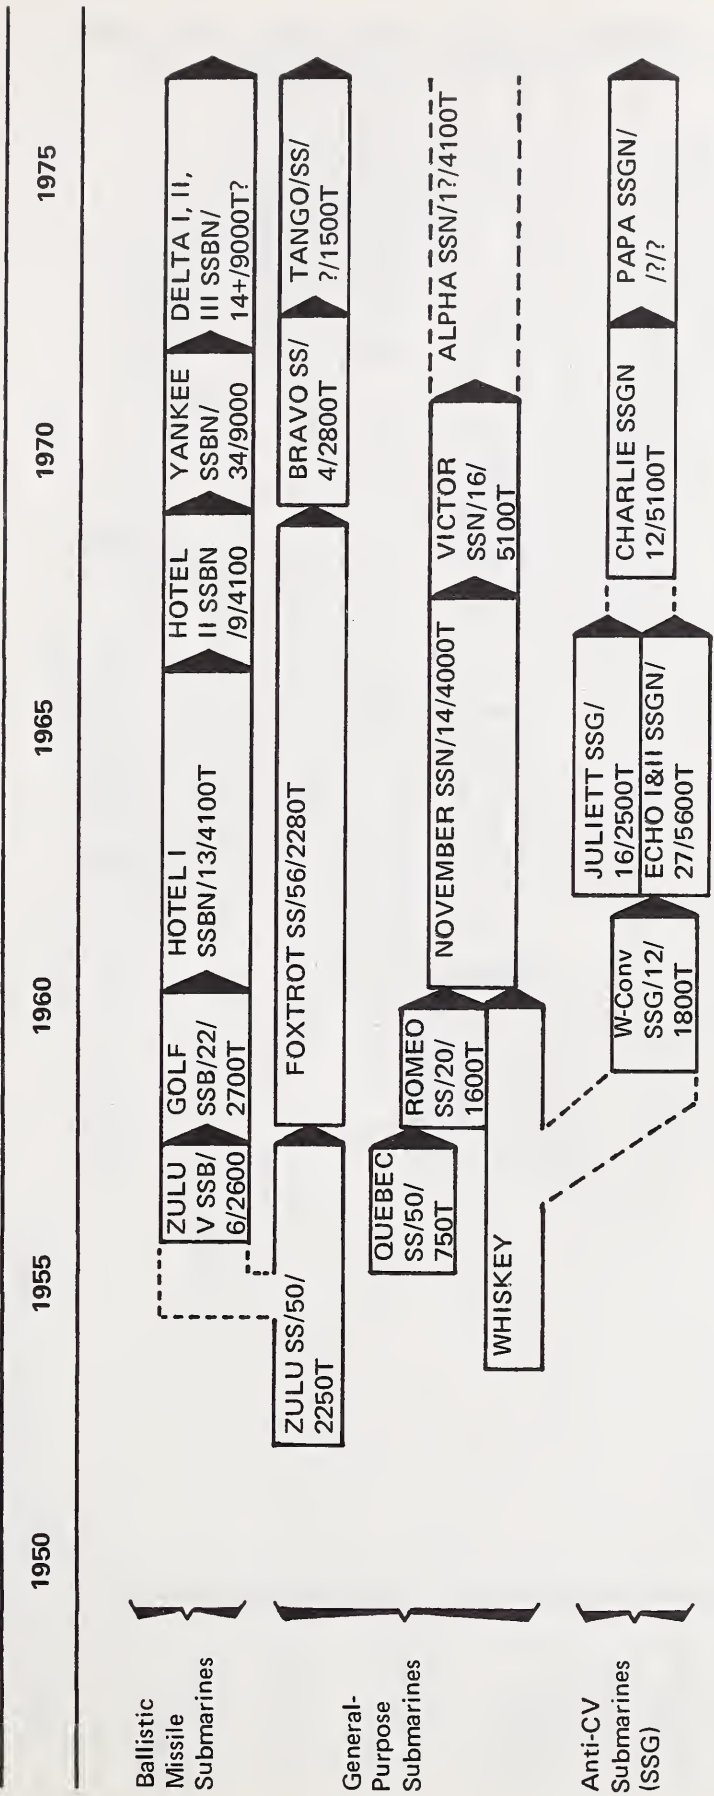 1950
1955
1960
1965
1970
1975
Ballistic
Missile
Submarines
ZULU
V SSB/
6/2600
GOLF
SSB/22/
2700T
HOTEL I
SSBN/13/4100T
HOTEL
II SSBN
/9/4100
YANKEE
SSBN/
34/9000
DELTA I, II,
III SSBN/
14+/9000T?
General-
Purpose
Submarines
ZULU SS/50/
2250T
FOXTROT SS/56/2280T
BRAVO SS/
4/2800T
TANGO/SS/
?/1500T
QUEBEC
SS/50/
750T
ROMEO
SS/20/
1600T
WHISKEY
NOVEMBER SSN/14/4000T
VICTOR
SSN/16/
5100T
ALPHA SSN/1?/4100T
Anti-CV
Submarines
(SSG)
W-Conv
SSG/12/
1800T
JULIETT SSG/
16/2500T
ECHO I&II SSGN/
27/5600T
CHARLIE SSGN
12/5100T
PAPA SSGN/
/?/?